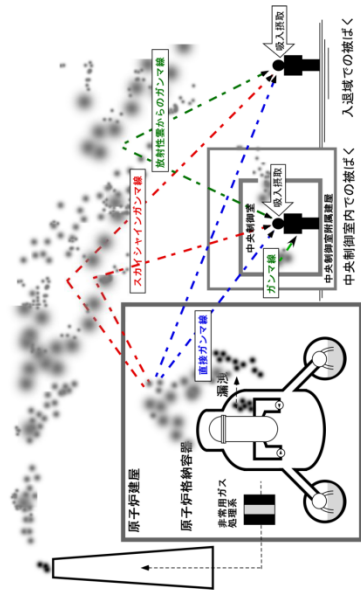 スカイシャインガンマ線
放射性雲からのガンマ線
直接ガンマ線
原子炉建屋
原子炉格納容器
漏洩
非常用ガス
処理系
中央制御室
吸入摂取
ガンマ線
中央制御室附属建屋
中央制御室内での被ばく
吸入摂取
入退域での被ばく